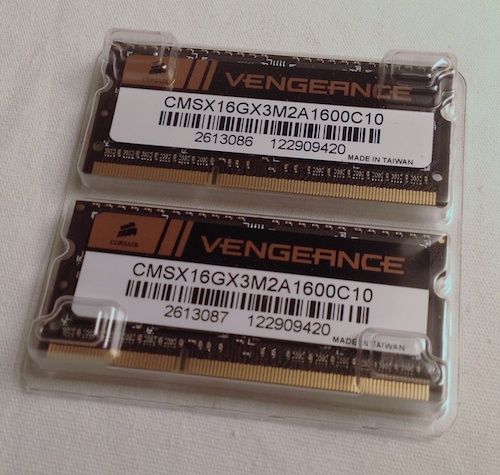 CORSAIR
VENGEANCE
CMSX16GX3M2A1600C10
2613086 122909420
MADE IN TAIWAN
CORSAIR
VENGEANCE
CMSX16GX3M2A1600C10
2613087 122909420
MADE IN TAIWAN